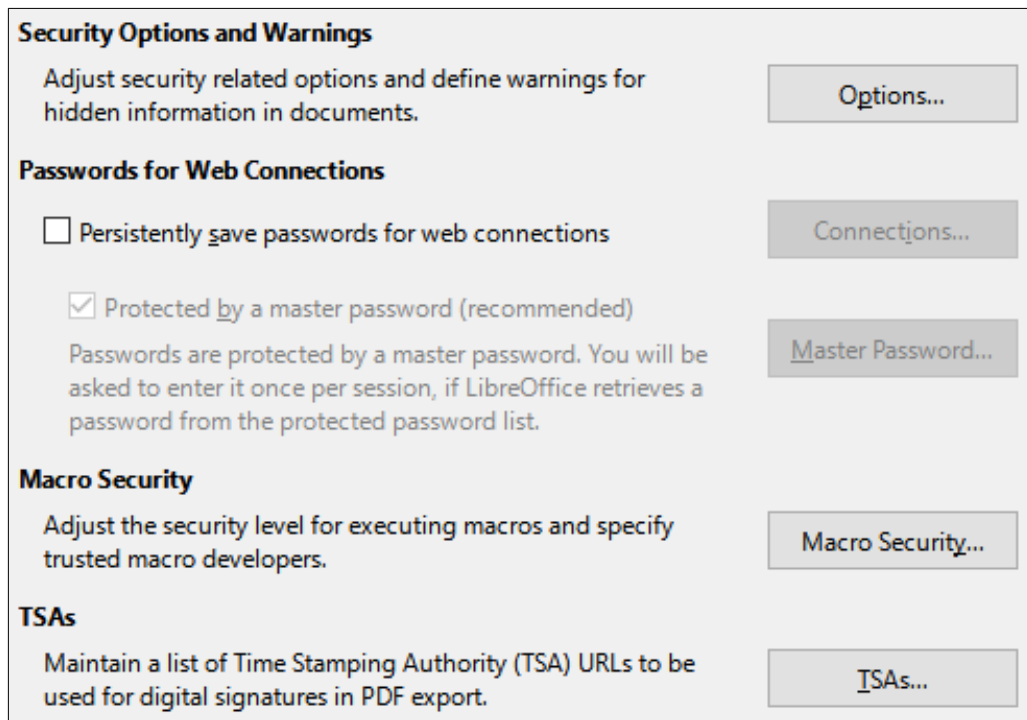 Security Options and Warnings
Adjust security related options and define warnings for
hidden information in documents.
Options...
Passwords for Web Connections
Persistently save passwords for web connections
Connections...
Protected by a master password (recommended)
Passwords are protected by a master password. You will be
asked to enter it once per session, if LibreOffice retrieves a
password from the protected password list.
Master Password...
Macro Security
Adjust the security level for executing macros and specify
trusted macro developers.
Macro Security...
TSAs
Maintain a list of Time Stamping Authority (TSA) URLs to be
used for digital signatures in PDF export.
TSAs...